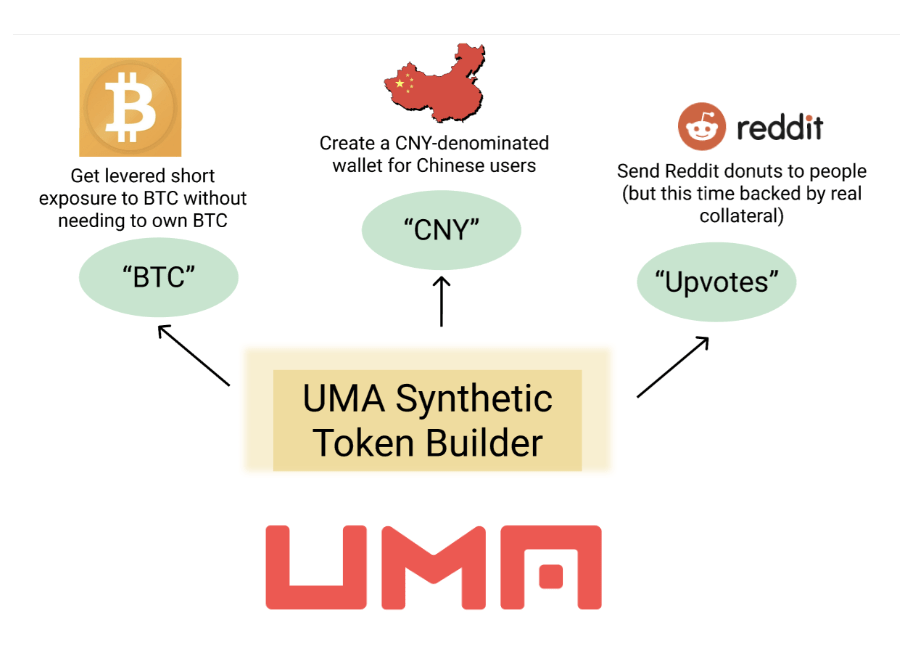 Get levered short
exposure to BTC without
needing to own BTC
“BTC”
Create a CNY-denominated
wallet for Chinese users
“CNY”
reddit
Send Reddit donuts to people
(but this time backed by real
collateral)
“Upvotes”
UMA Synthetic
Token Builder
UMA